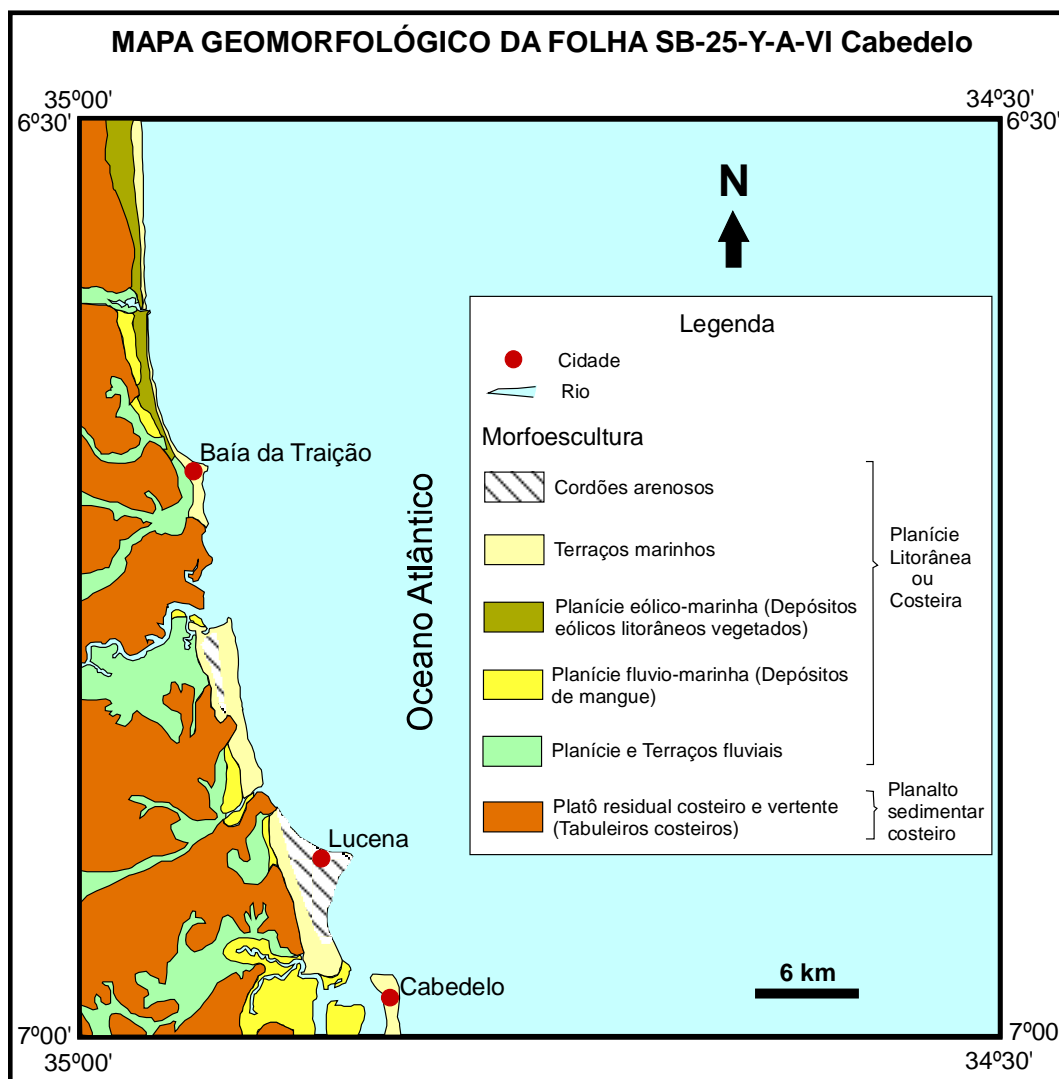 MAPA GEOMORFOLÓGICO DA FOLHA SB-25-Y-A-VI Cabedelo
35º00'
34º30'
6º30'
6º30'
N
Legenda
Cidade
Rio
Morfoescultura
Cordões arenosos
Terraços marinhos
Planície eólico-marinha (Depósitos
eólicos litorâneos vegetados)
Planície fluvio-marinha (Depósitos
de mangue)
Planície e Terraços fluviais
Platô residual costeiro e vertente
(Tabuleiros costeiros)
Planície
Litorânea
ou
Costeira
Planalto
sedimentar
costeiro
Baía da Traição
Oceano Atlântico
Lucena
Cabedelo
6 km
7º00'
7º00'
35º00'
34º30'